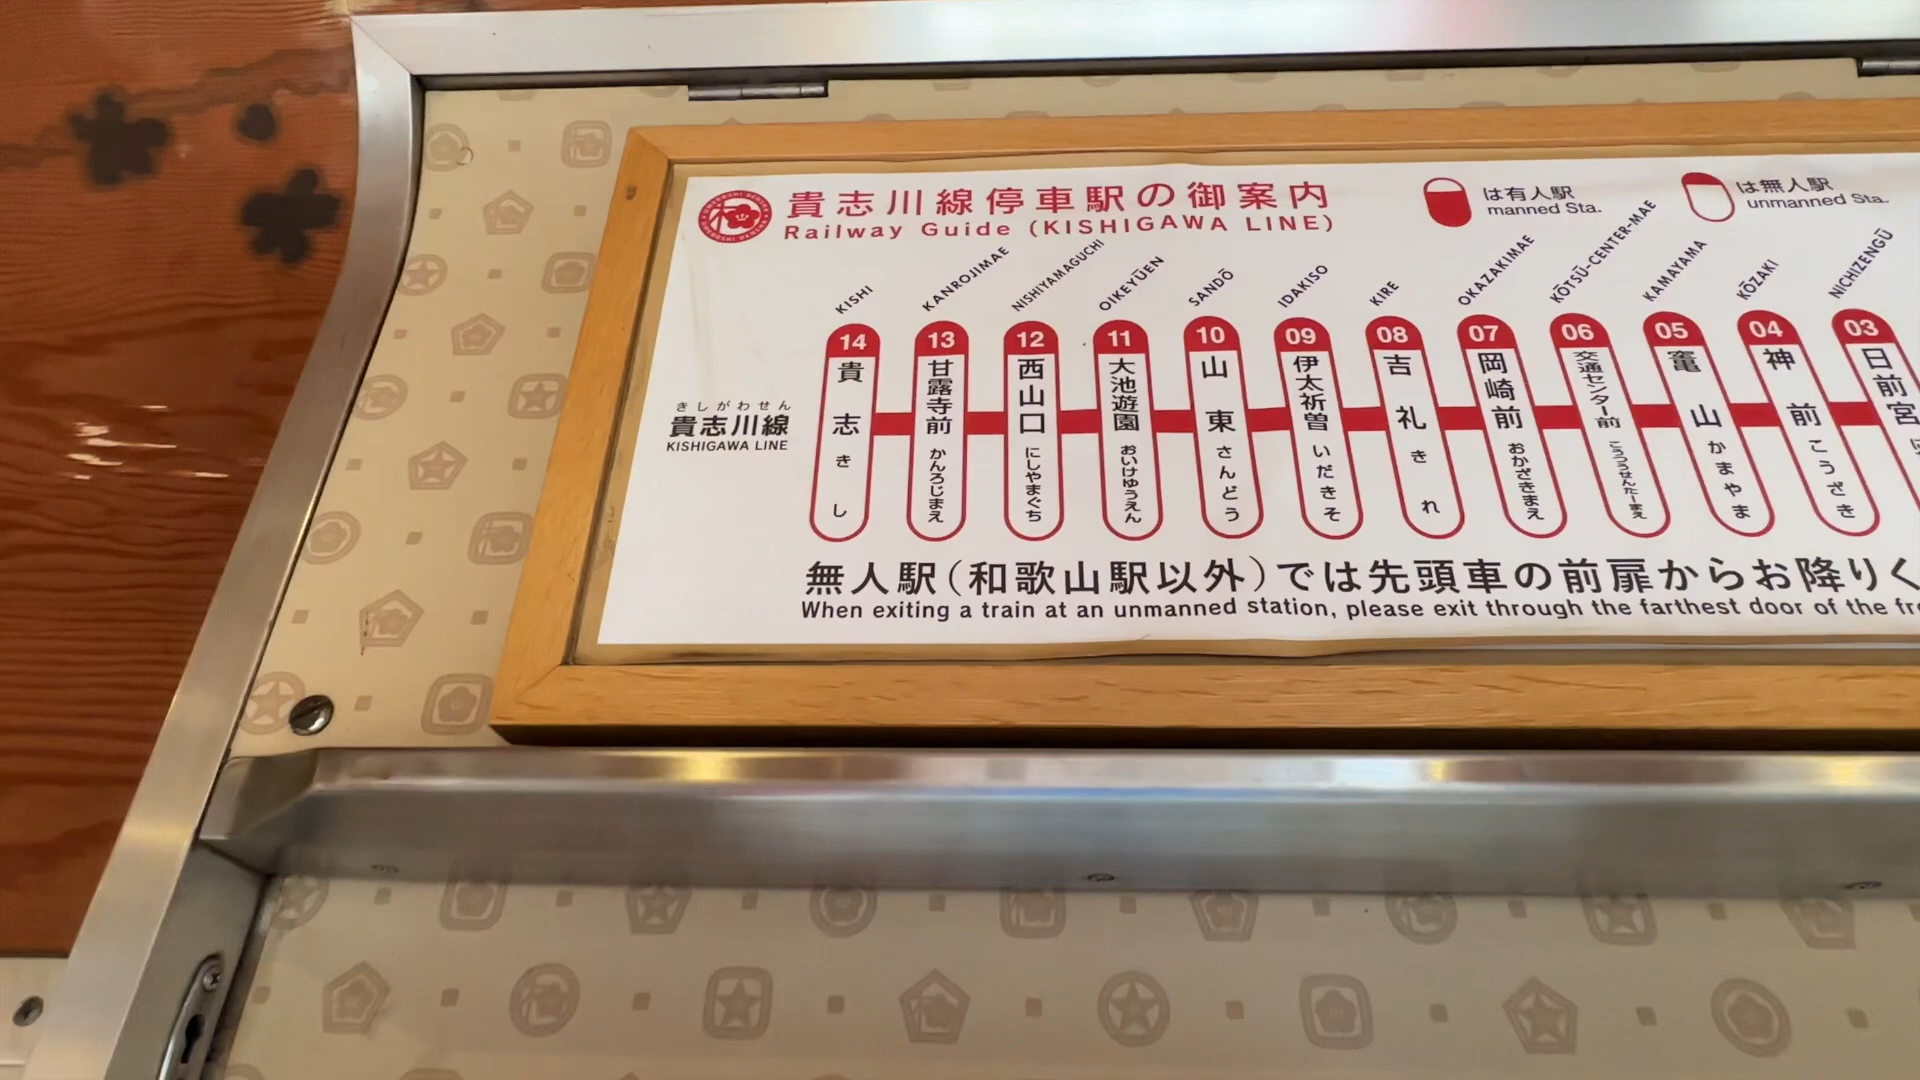 貴志川線停車駅の御案内
Railway Guide (KISHIGAWA LINE)
は有人駅
manned Sta.
は無人駅
unmanned Sta.
きしがわせん
貴志川線
KISHIGAWA LINE
KISHI
14
貴志
きし
KANROJIMAE
13
甘露寺前
かんろじまえ
NISHIYAMAGUCHI
12
西山口
にしやまぐち
OIKEYŪEN
11
大池遊園
おいけゆうえん
SANDŌ
10
山東
さんどう
IDAKISO
09
伊太祈曽
いだきそ
KIRE
08
吉礼
きれ
OKAZAKIMAE
07
岡崎前
おかざきまえ
KŌTSŪ-CENTER-MAE
06
交通センター前
こうつうせんたーまえ
KAMAYAMA
05
竈山
かまやま
KŌZAKI
04
神前
こうざき
NICHIZENGŪ
03
日前宮
に
無人駅(和歌山駅以外)では先頭車の前扉からお降りく
When exiting a train at an unmanned station, please exit through the farthest door of the fr